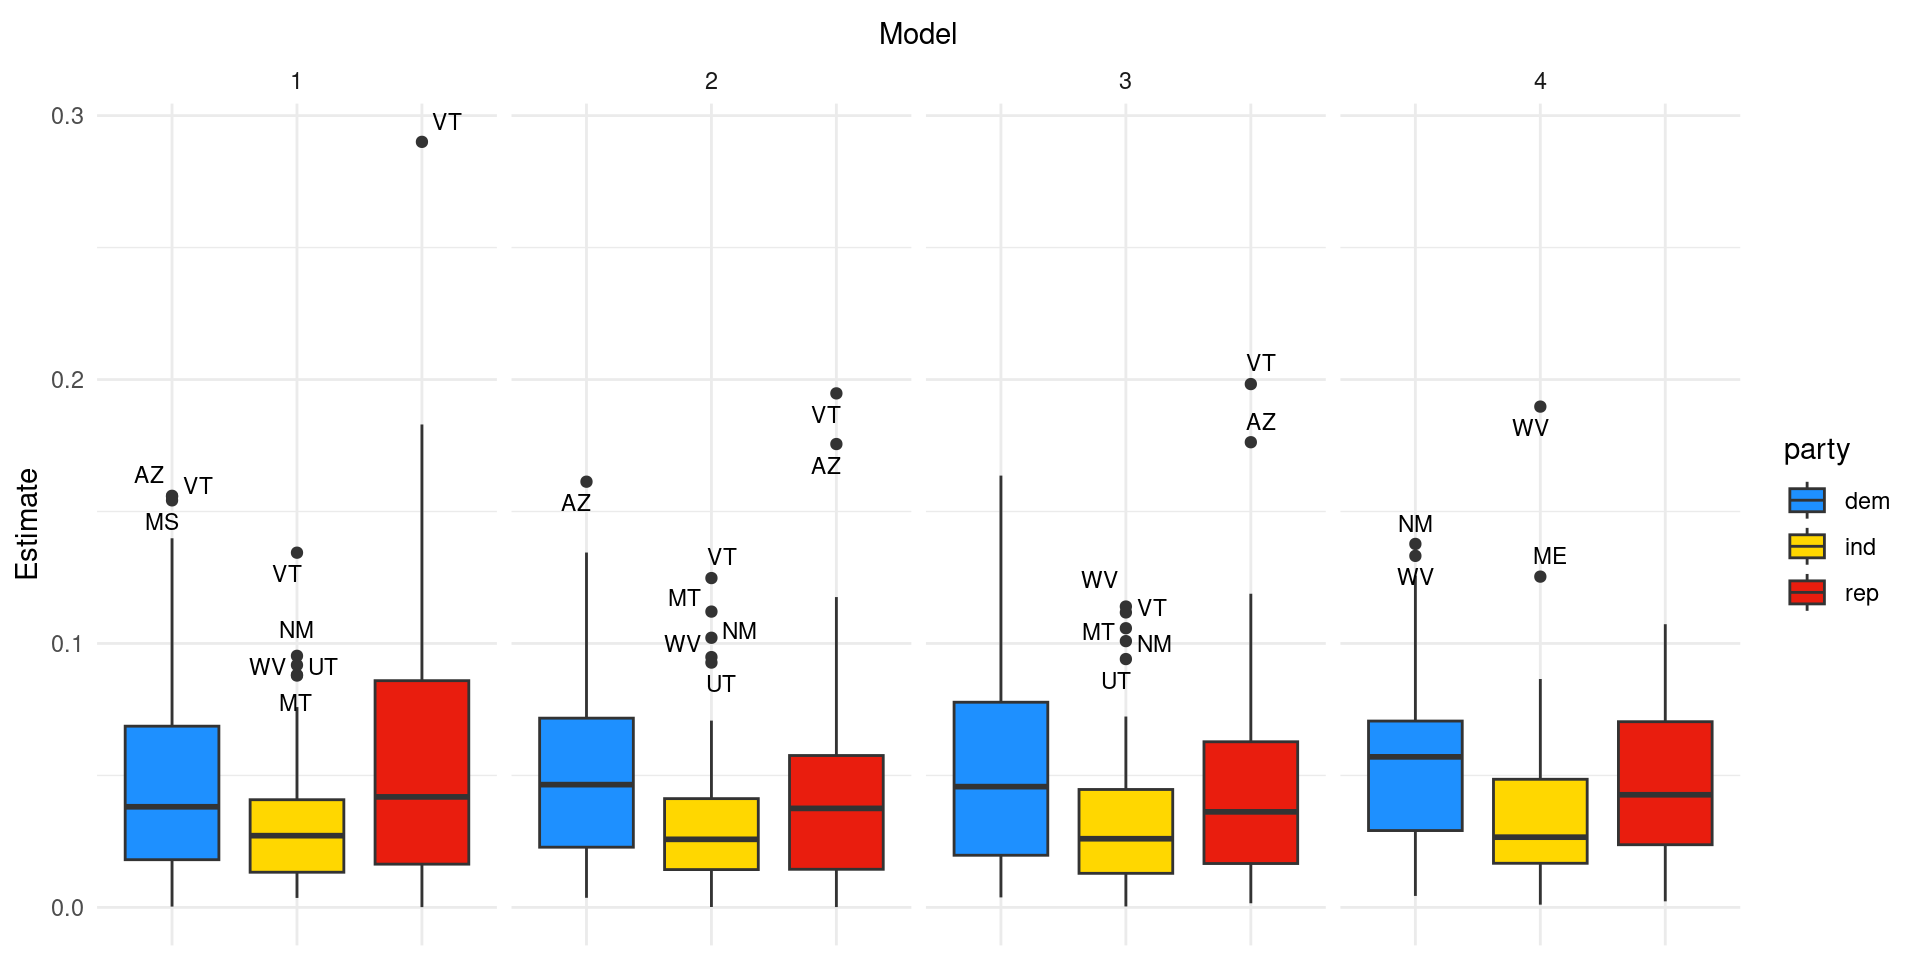 Model
1
2
3
4
0.3
0.2
0.1
0.0
Estimate
VT
AZ
VT
MS
VT
NM
WV
UT
MT
AZ
VT
MT
NM
WV
UT
VT
AZ
WV
VT
MT
NM
UT
VT
AZ
NM
WV
WV
ME
party
dem
ind
rep